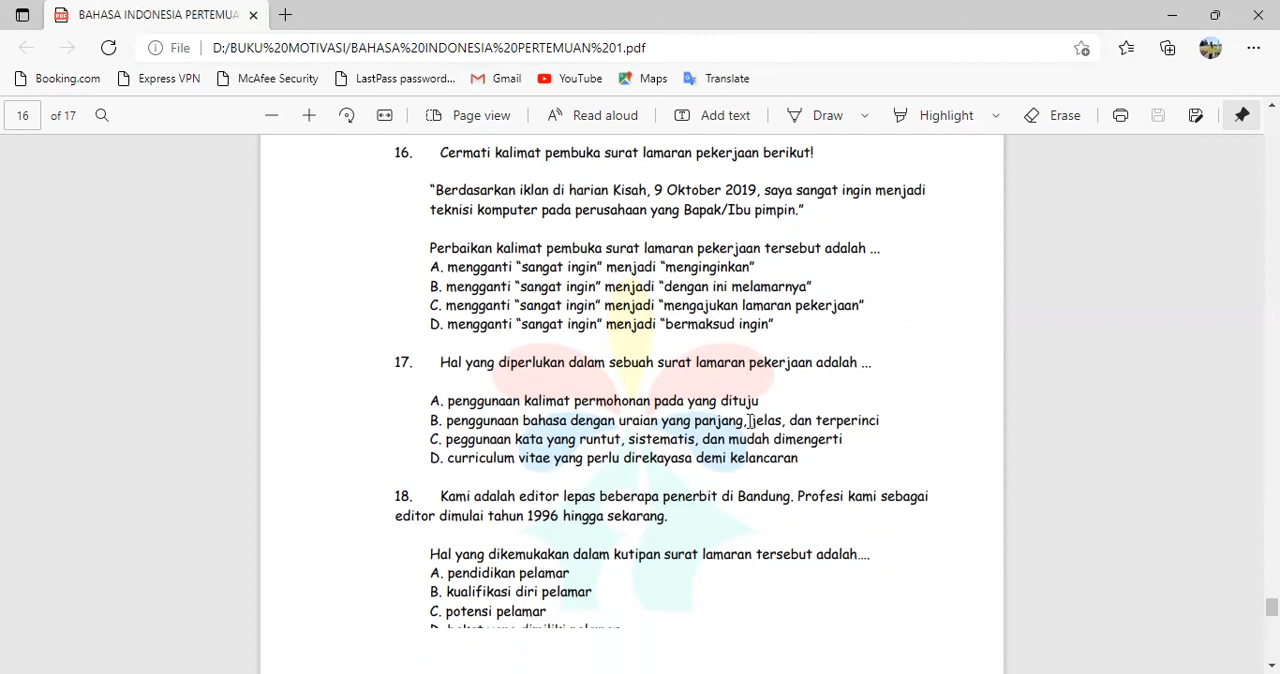 BAHASA INDONESIA PERTEMUA
File D:/BUKU%20MOTIVASI/BAHASA%20INDONESIA%20PERTEMUAN%201.pdf
Booking.com Express VPN McAfee Security LastPass password... Gmail YouTube Maps Translate
16 of 17 Page view Read aloud Add text Draw Highlight Erase
16. Cermati kalimat pembuka surat lamaran pekerjaan berikut!
“Berdasarkan iklan di harian Kisah, 9 Oktober 2019, saya sangat ingin menjadi
teknisi komputer pada perusahaan yang Bapak/Ibu pimpin.”
Perbaikan kalimat pembuka surat lamaran pekerjaan tersebut adalah ...
A. mengganti “sangat ingin” menjadi “menginginkan”
B. mengganti “sangat ingin” menjadi “dengan ini melamarnya”
C. mengganti “sangat ingin” menjadi “mengajukan lamaran pekerjaan”
D. mengganti “sangat ingin” menjadi “bermaksud ingin”
17. Hal yang diperlukan dalam sebuah surat lamaran pekerjaan adalah ...
A. penggunaan kalimat permohonan pada yang dituju
B. penggunaan bahasa dengan uraian yang panjang, jelas, dan terperinci
C. peggunaan kata yang runtut, sistematis, dan mudah dimengerti
D. curriculum vitae yang perlu direkayasa demi kelancaran
18. Kami adalah editor lepas beberapa penerbit di Bandung. Profesi kami sebagai
editor dimulai tahun 1996 hingga sekarang.
Hal yang dikemukakan dalam kutipan surat lamaran tersebut adalah....
A. pendidikan pelamar
B. kualifikasi diri pelamar
C. potensi pelamar